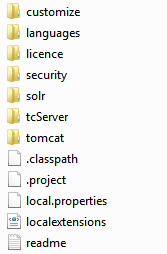 customize
languages
licence
security
solr
tcServer
tomcat
.classpath
.project
local.properties
localextensions
readme